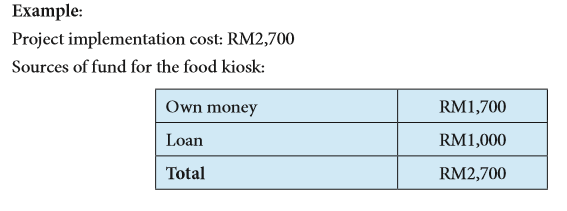 Example:
Project implementation cost: RM2,700
Sources of fund for the food kiosk:
Own money RM1,700
Loan RM1,000
Total RM2,700